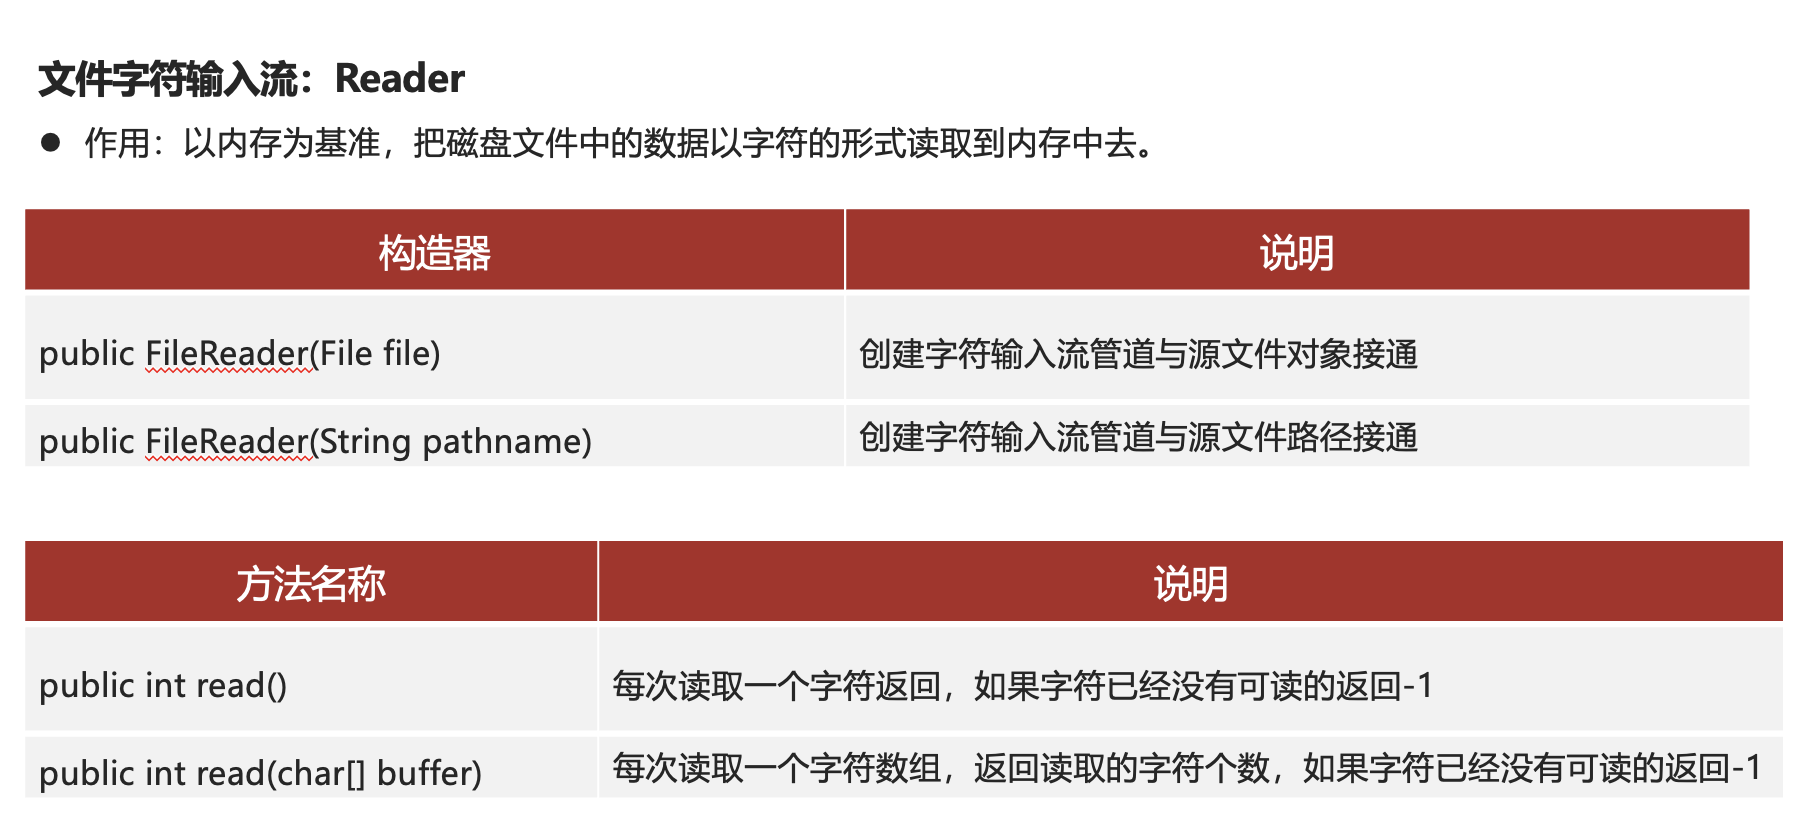 文件字符输入流：Reader
● 作用：以内存为基准，把磁盘文件中的数据以字符的形式读取到内存中去。
构造器 说明
public FileReader(File file) 创建字符输入流管道与源文件对象接通
public FileReader(String pathname) 创建字符输入流管道与源文件路径接通
方法名称 说明
public int read() 每次读取一个字符返回，如果字符已经没有可读的返回-1
public int read(char[] buffer) 每次读取一个字符数组，返回读取的字符个数，如果字符已经没有可读的返回-1